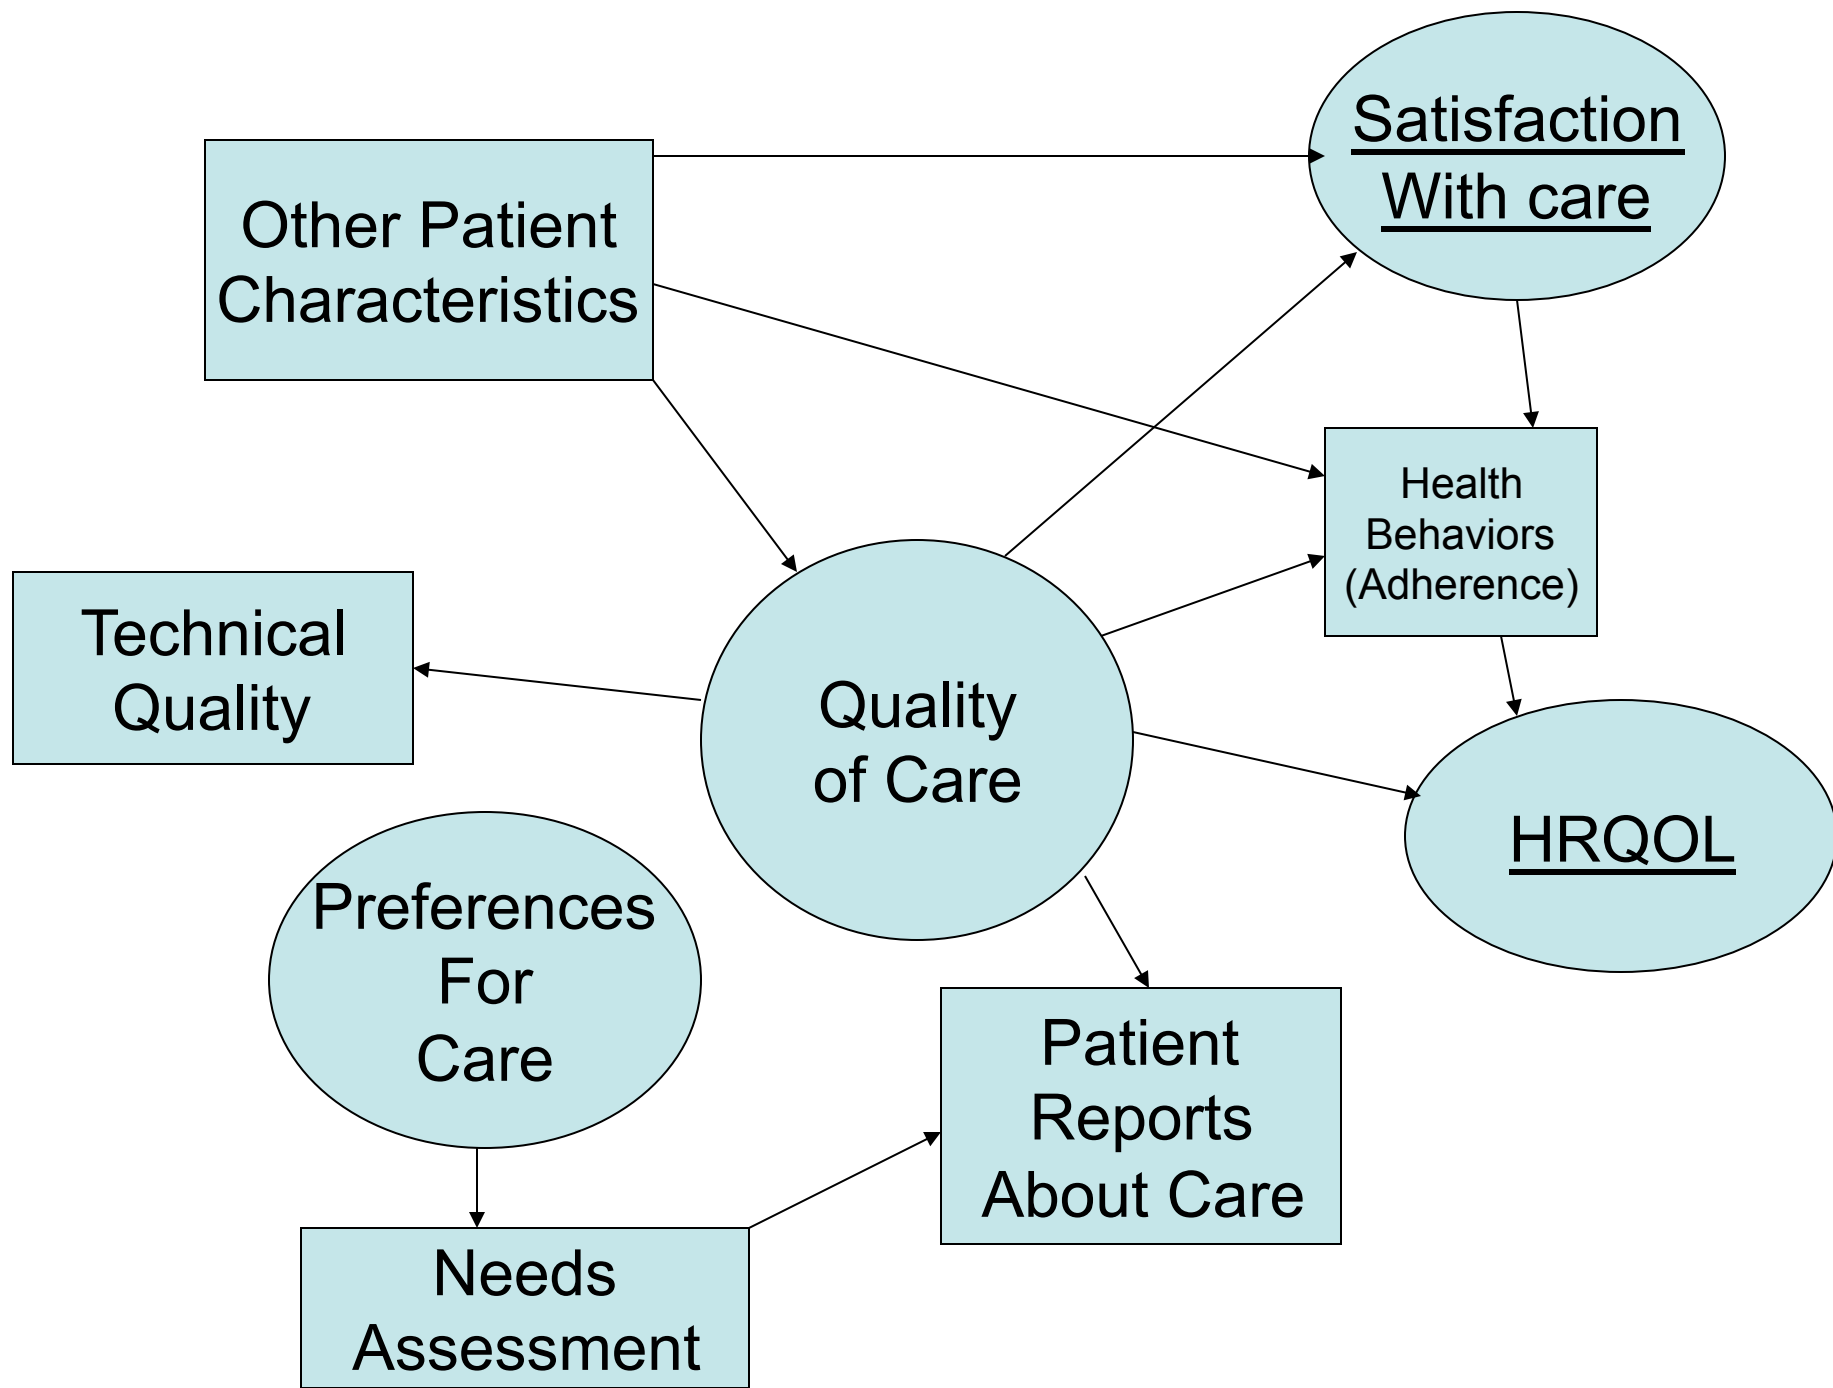 Satisfaction
With care
Other Patient
Characteristics
Health
Behaviors
(Adherence)
Technical
Quality
Quality
of Care
HRQOL
Preferences
For
Care
Patient
Reports
About Care
Needs
Assessment